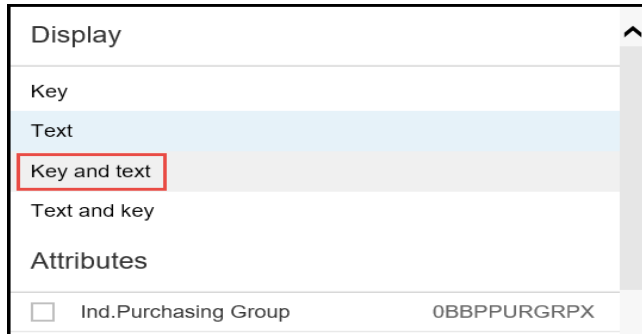 Display
Key
Text
Key and text
Text and key
Attributes
Ind.Purchasing Group 0BBPPURGRPX